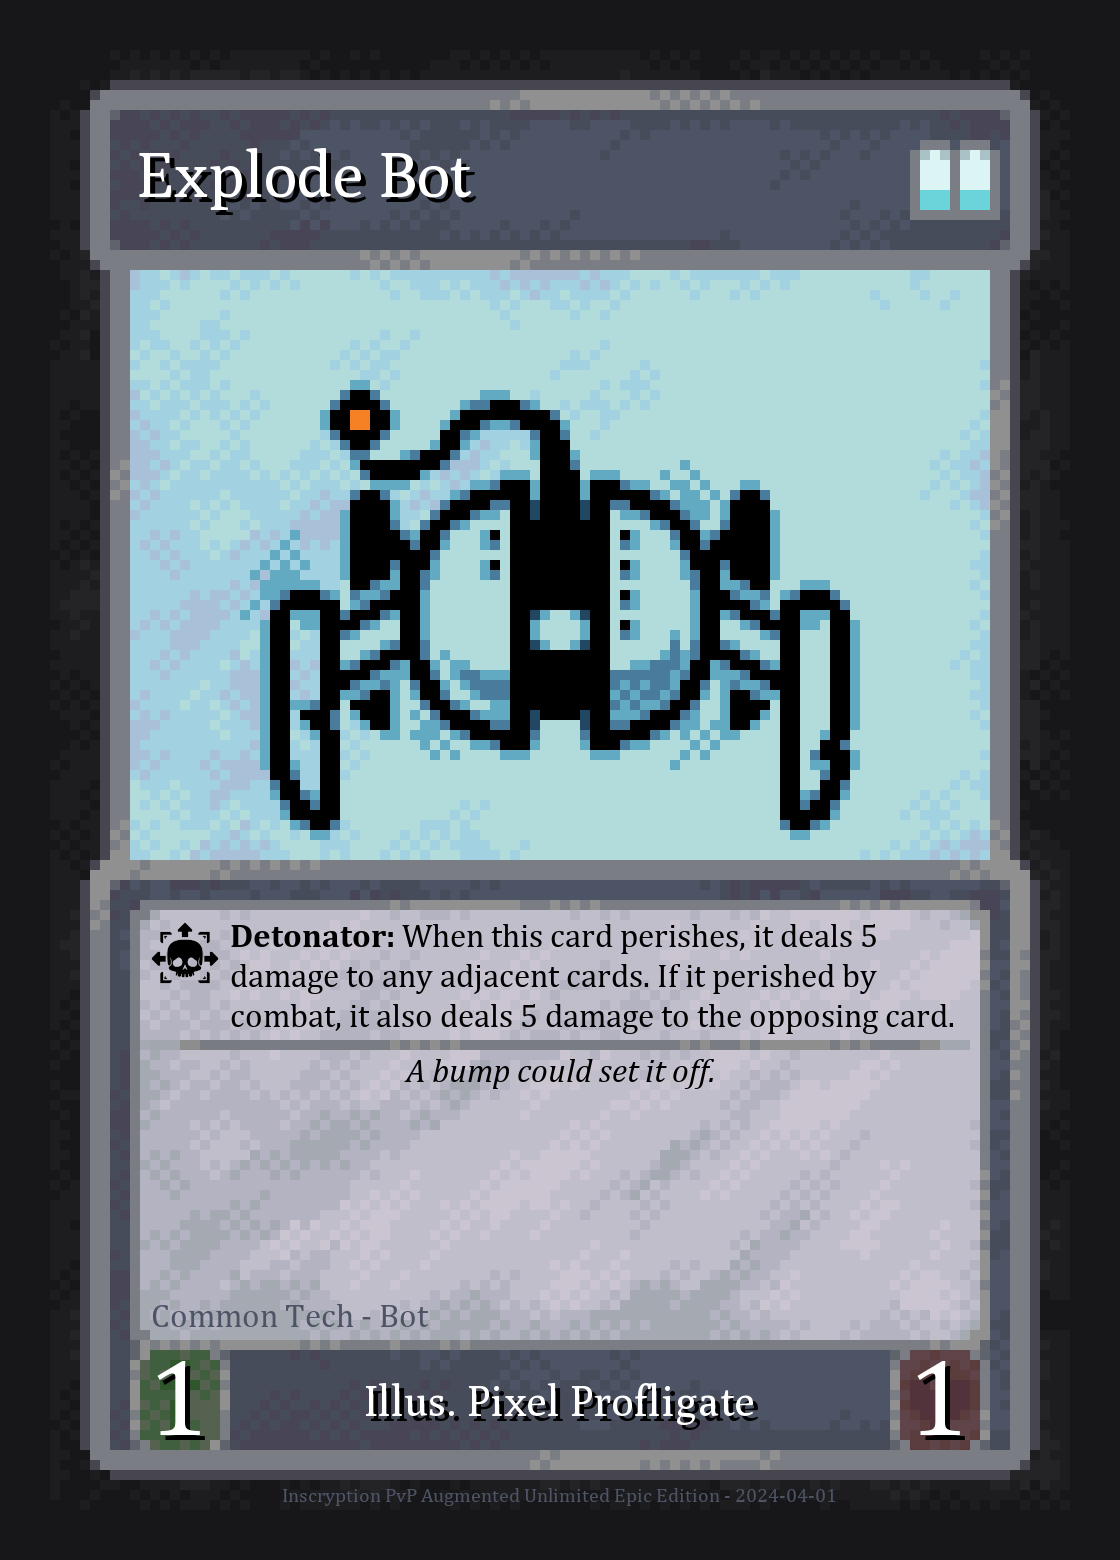 Explode Bot
Detonator: When this card perishes, it deals 5
damage to any adjacent cards. If it perished by
combat, it also deals 5 damage to the opposing card.
A bump could set it off.
Common Tech - Bot
1
Illus. Pixel Profligate
1
Inscryption PvP Augmented Unlimited Epic Edition - 2024-04-01